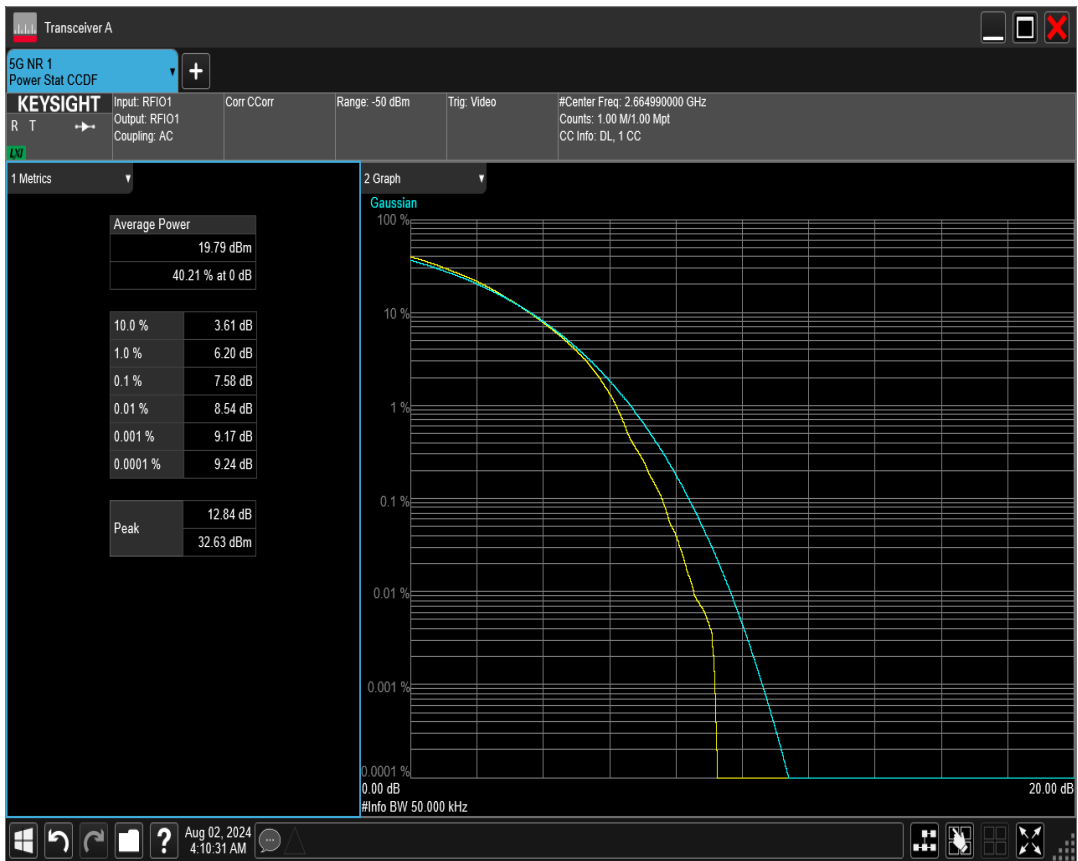 Transceiver A
5G NR 1
Power Stat CCDF
KEYSIGHT
R T
LXI
Input: RFIO1
Output: RFIO1
Coupling: AC
Corr CCorr
Range: -50 dBm
Trig: Video
#Center Freq: 2.664990000 GHz
Counts: 1.00 M/1.00 Mpt
CC Info: DL, 1 CC
1 Metrics
Average Power
19.79 dBm
40.21 % at 0 dB
10.0 % 3.61 dB
1.0 % 6.20 dB
0.1 % 7.58 dB
0.01 % 8.54 dB
0.001 % 9.17 dB
0.0001 % 9.24 dB
Peak
12.84 dB
32.63 dBm
2 Graph
Gaussian
100 %
10 %
1 %
0.1 %
0.01 %
0.001 %
0.0001 %
0.00 dB 20.00 dB
#Info BW 50.000 kHz
Aug 02, 2024
4:10:31 AM